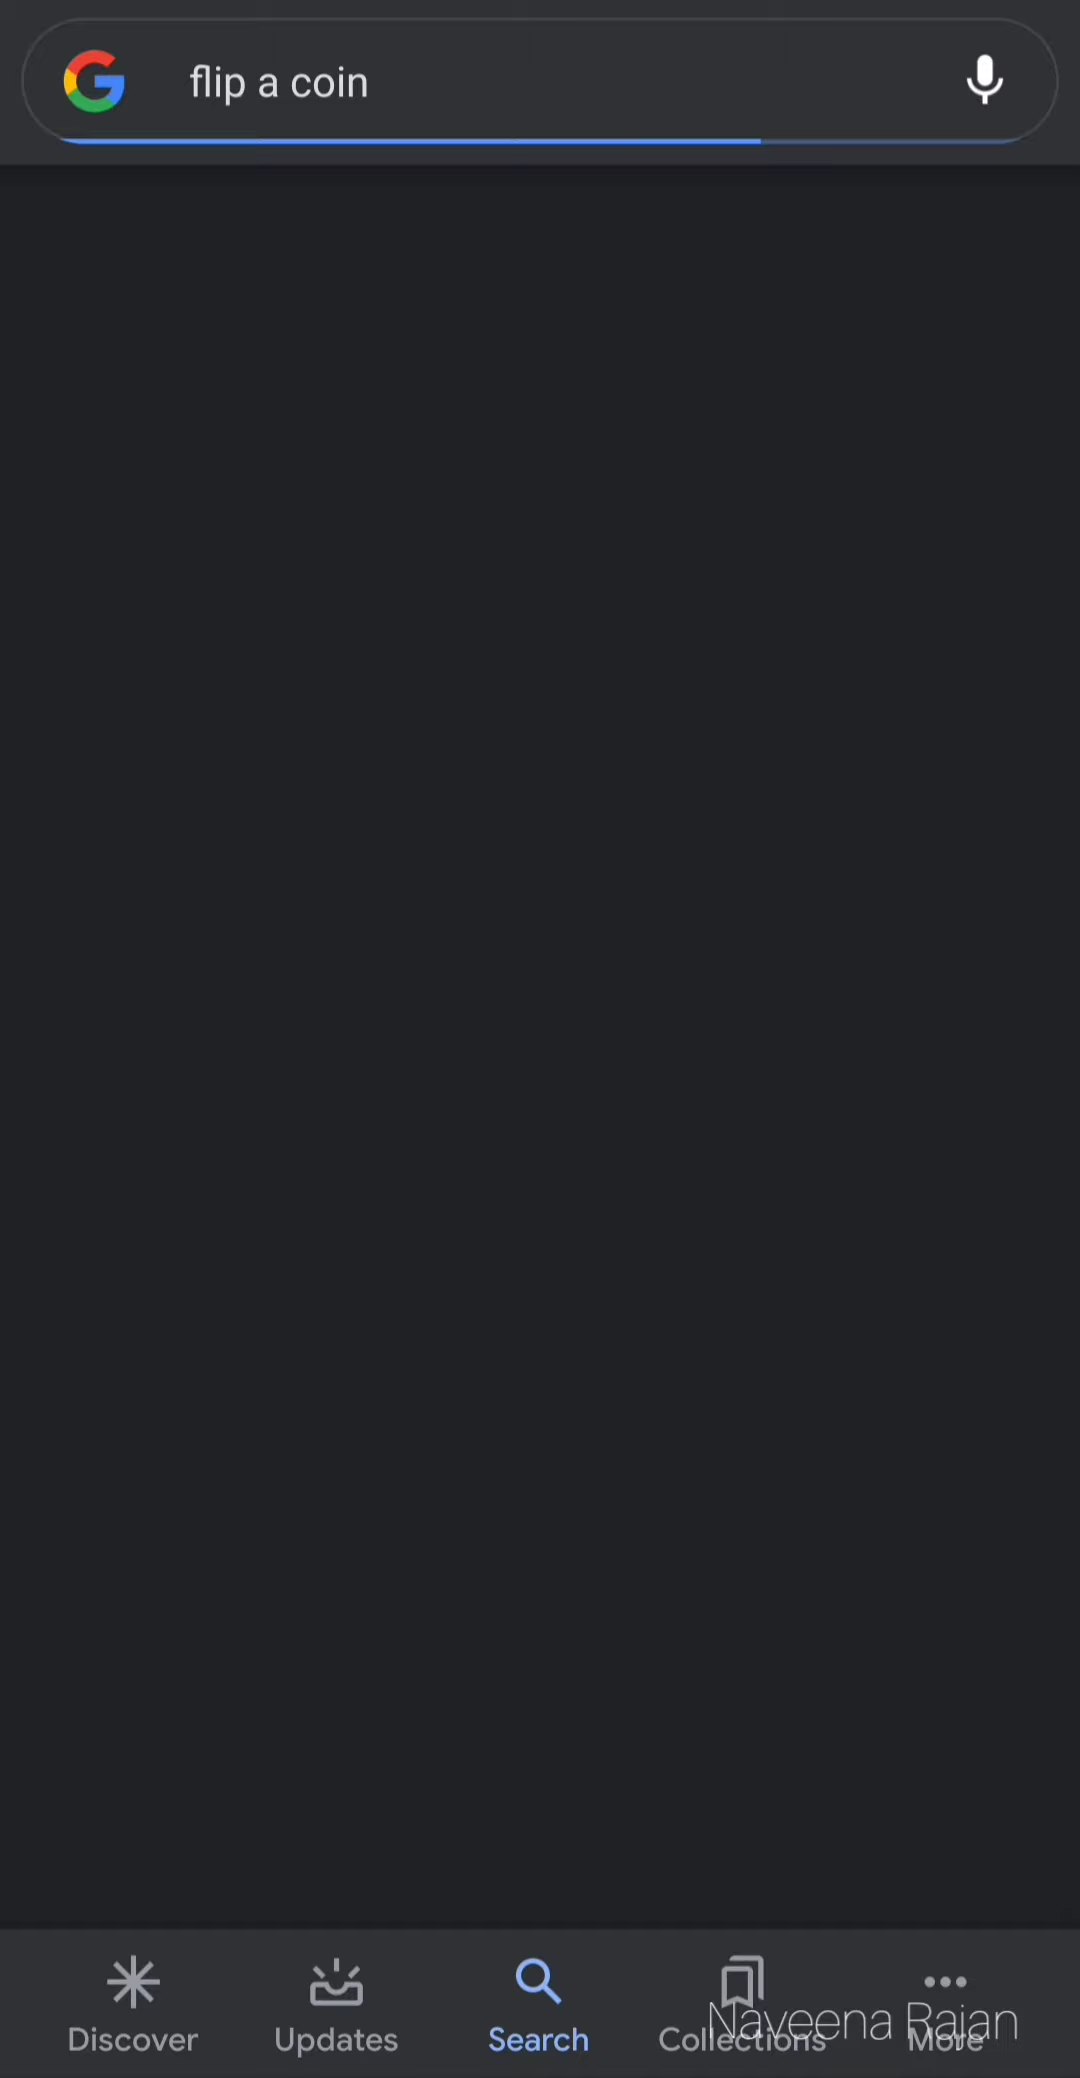 flip a coin
Discover
Updates
Search
Collections
More
Naveena Rajan